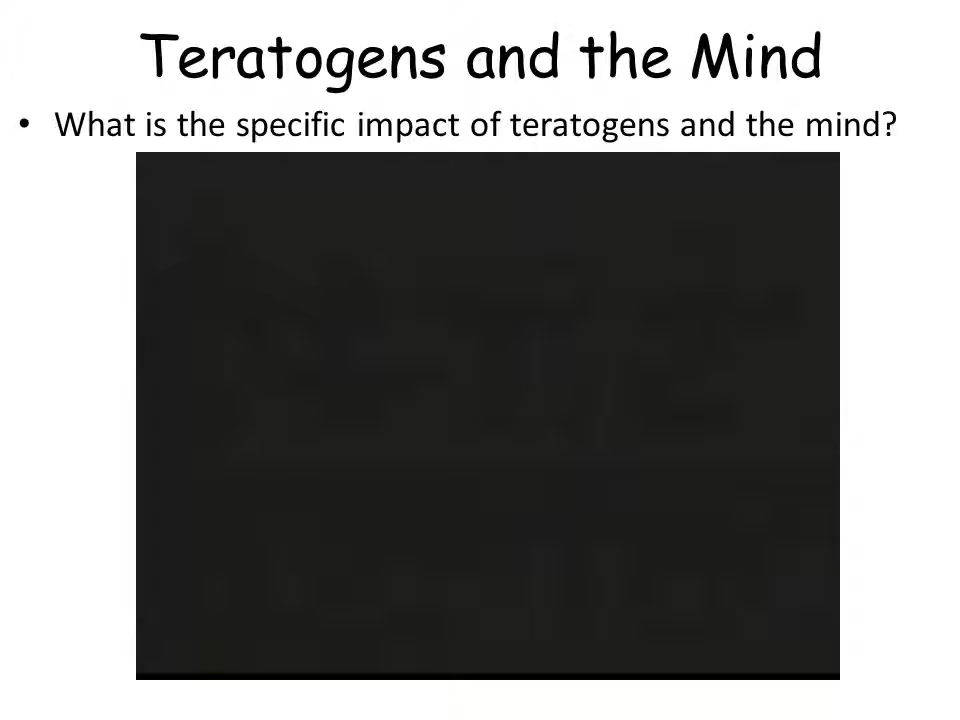 Teratogens and the Mind
• What is the specific impact of teratogens and the mind?